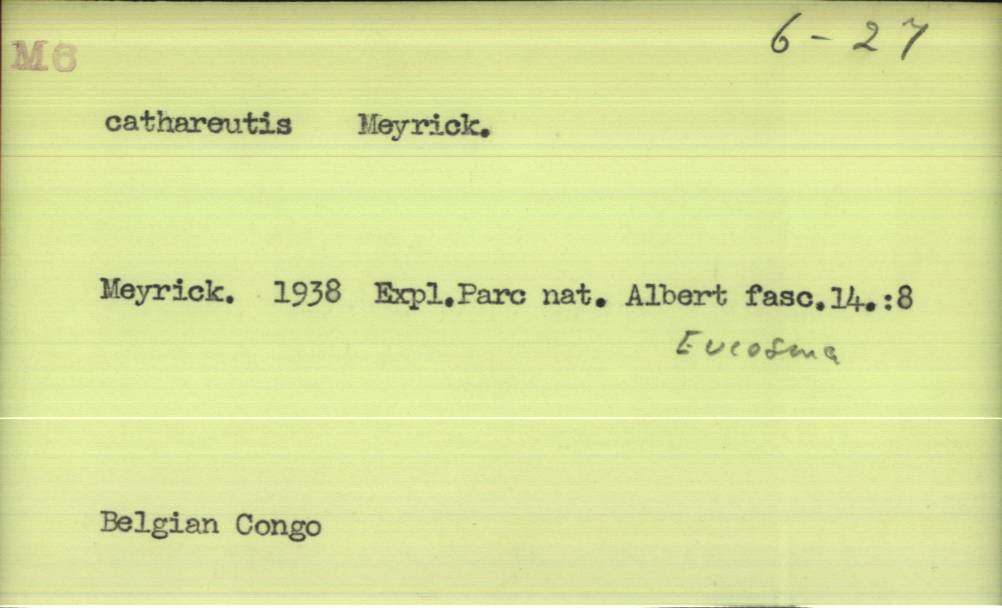 6 - 27
M6
cathareutis Meyrick.
Meyrick. 1938 Expl.Parc nat. Albert fasc.14.:8
Eucosma
Belgian Congo